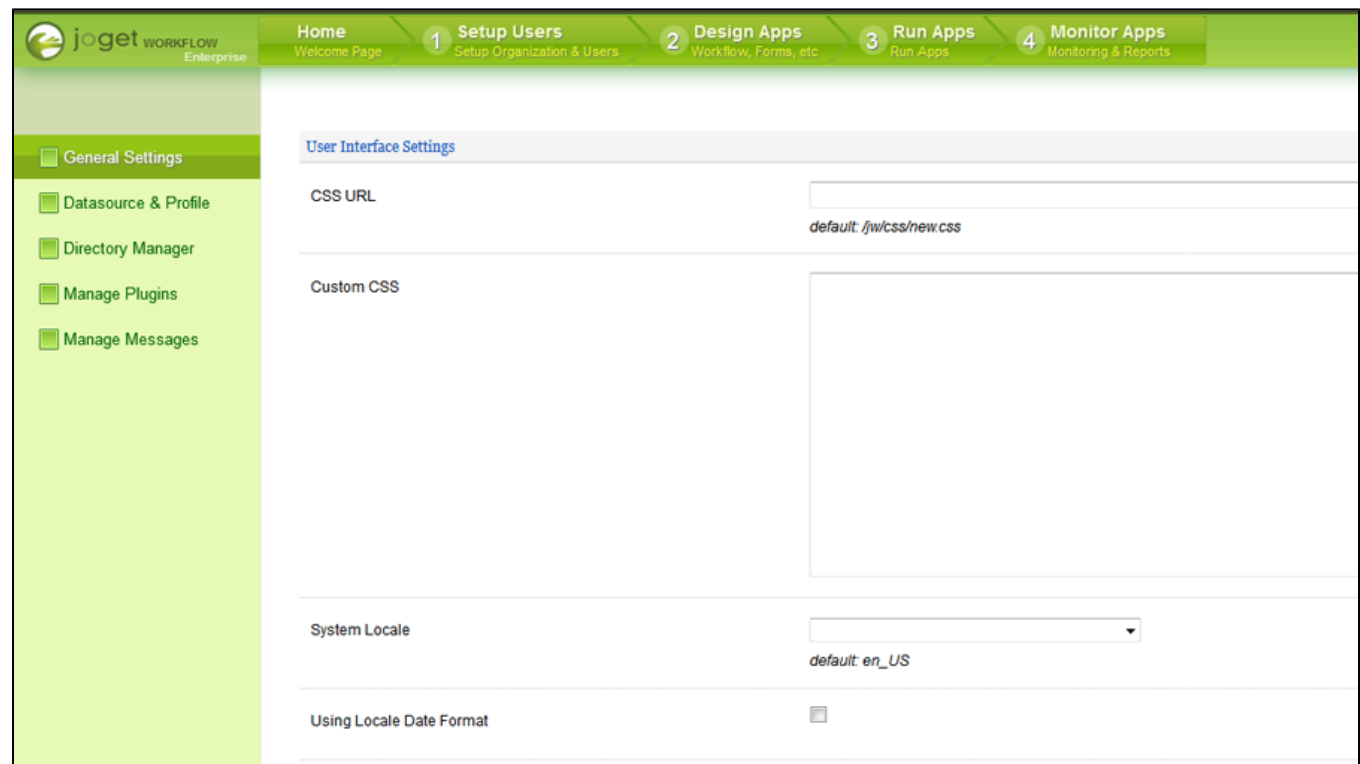 joget WORKFLOW
Enterprise
Home
Welcome Page
1 Setup Users
Setup Organization & Users
2 Design Apps
Workflow, Forms, etc
3 Run Apps
Run Apps
4 Monitor Apps
Monitoring & Reports
General Settings
Datasource & Profile
Directory Manager
Manage Plugins
Manage Messages
User Interface Settings
CSS URL
default: /jw/css/new.css
Custom CSS
System Locale
default: en_US
Using Locale Date Format